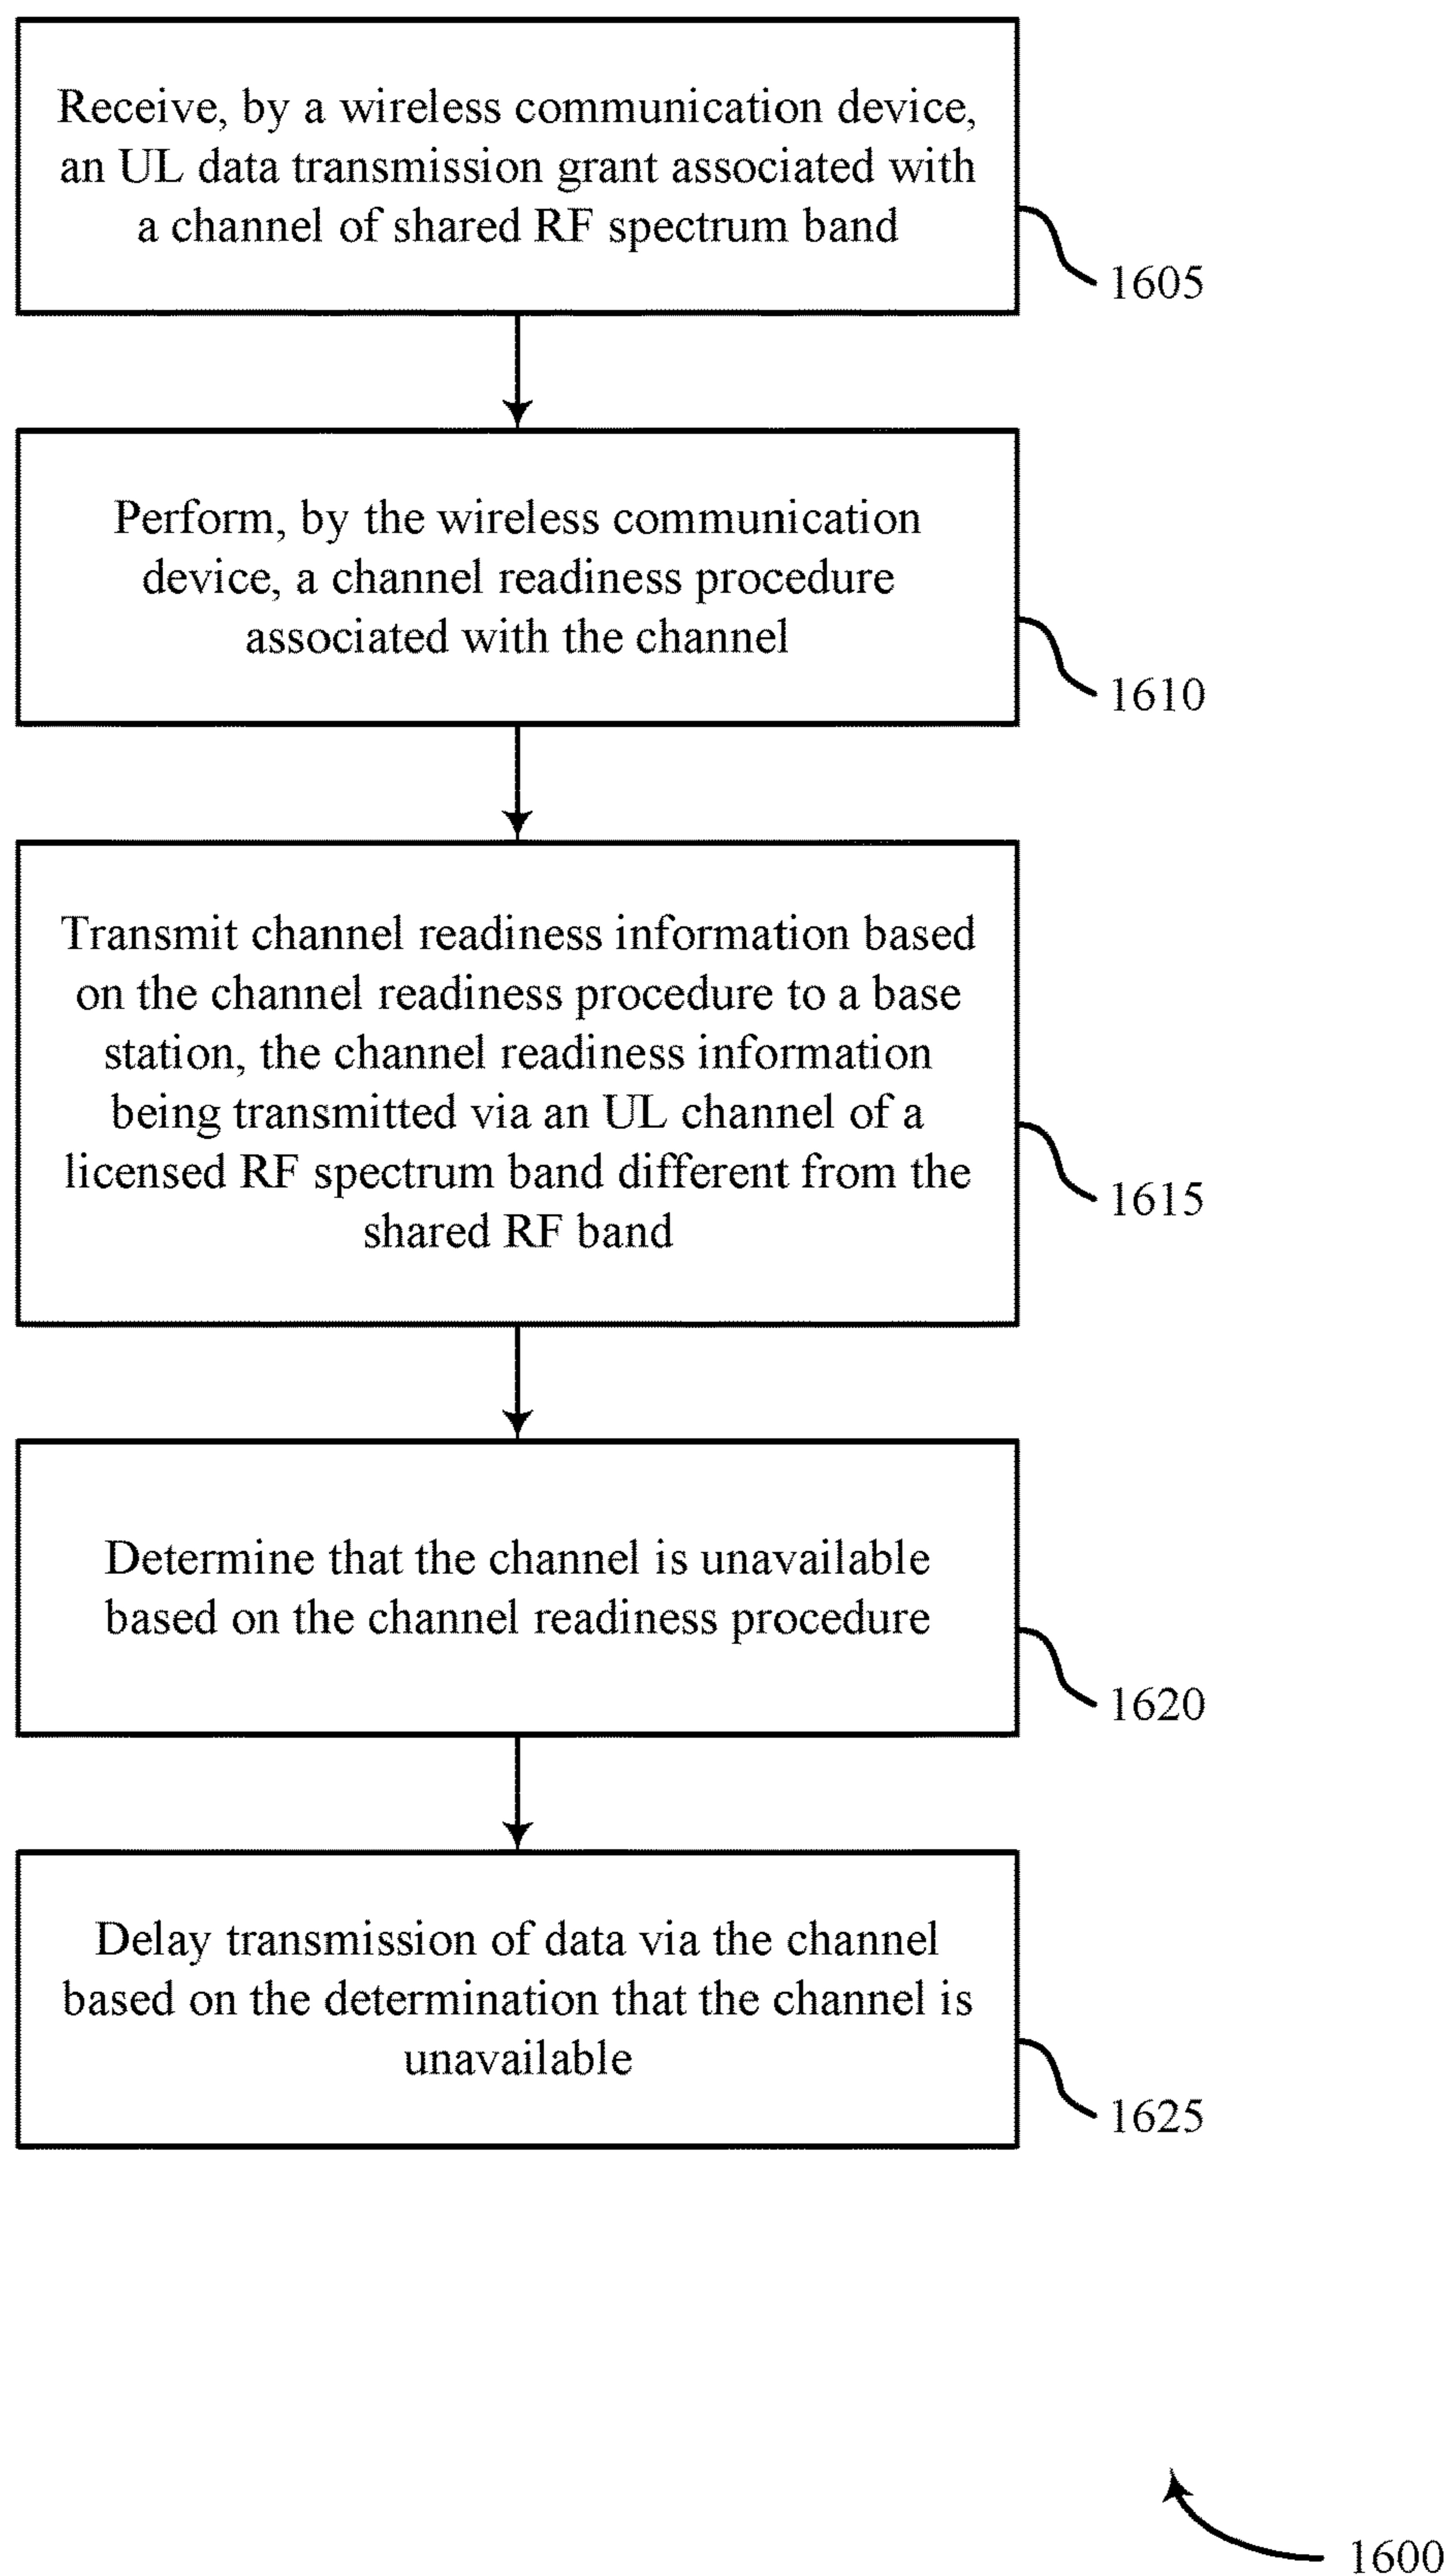 Receive, by a wireless communication device,
an UL data transmission grant associated with
a channel of shared RF spectrum band
1605
Perform, by the wireless communication
device, a channel readiness procedure
associated with the channel
1610
Transmit channel readiness information based
on the channel readiness procedure to a base
station, the channel readiness information
being transmitted via an UL channel of a
licensed RF spectrum band different from the
shared RF band
1615
Determine that the channel is unavailable
based on the channel readiness procedure
1620
Delay transmission of data via the channel
based on the determination that the channel is
unavailable
1625
1600